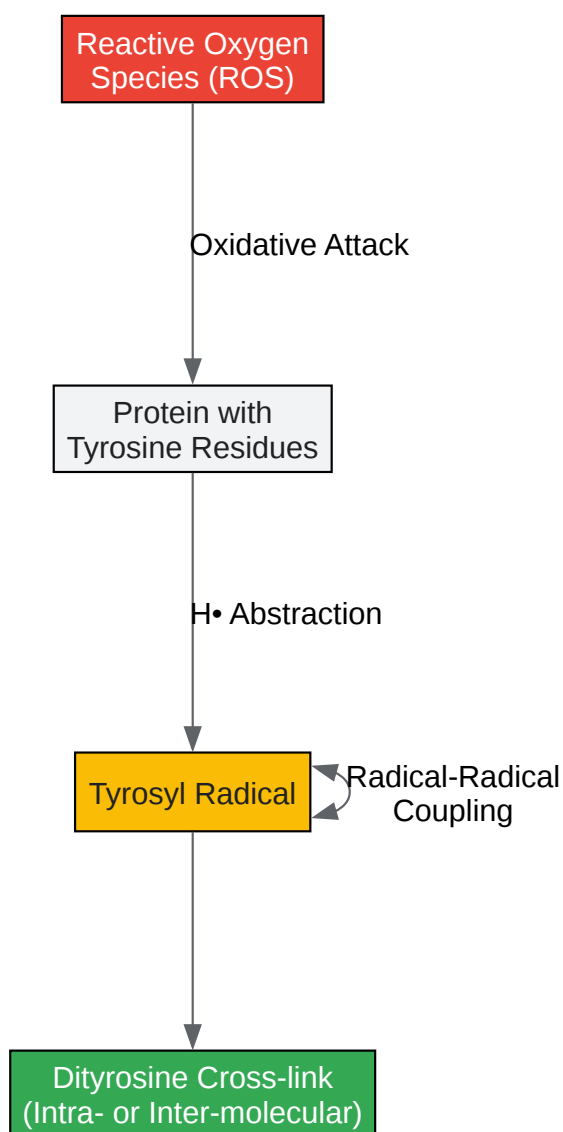 Reactive Oxygen
Species (ROS)
Oxidative Attack
Protein with
Tyrosine Residues
H• Abstraction
Tyrosyl Radical
Radical-Radical
Coupling
Dityrosine Cross-link
(Intra- or Inter-molecular)